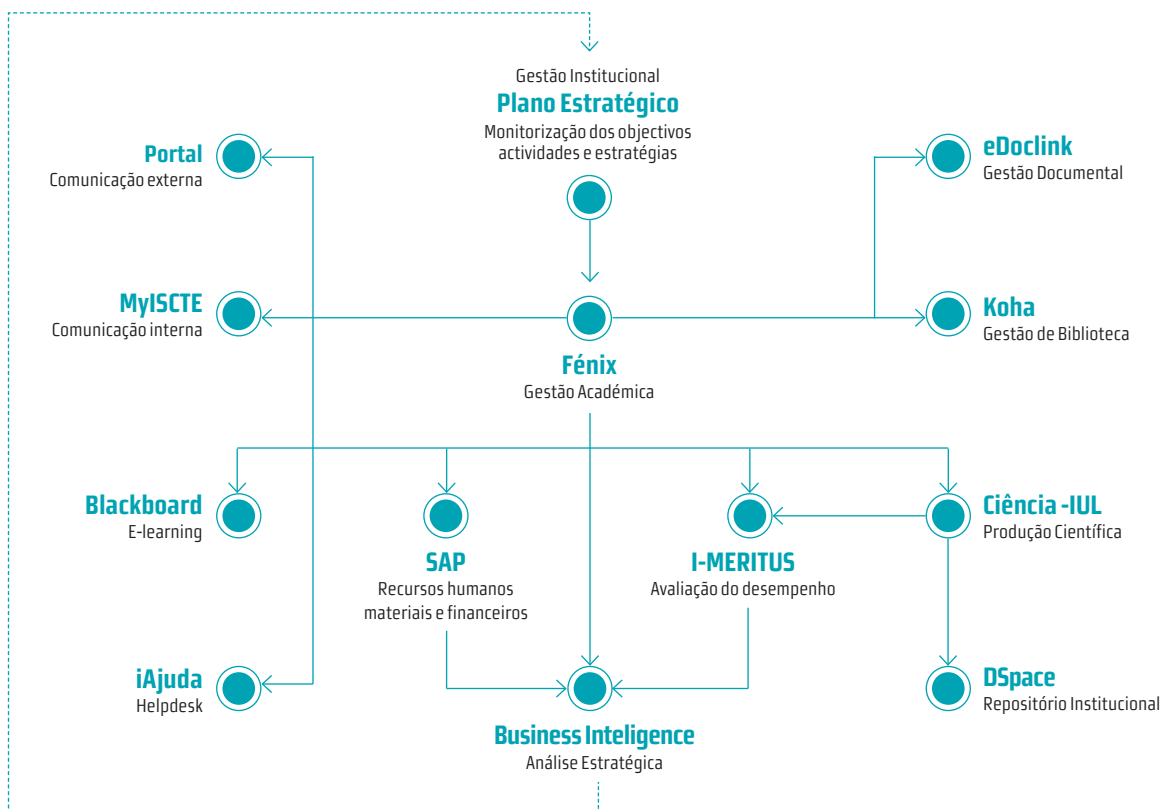 Gestão Institucional
Plano Estratégico
Monitorização dos objectivos
actividades e estratégias
Portal
Comunicação externa
eDoclink
Gestão Documental
MyISCTE
Comunicação interna
Koha
Gestão de Biblioteca
Fénix
Gestão Académica
Blackboard
E-learning
SAP
Recursos humanos
materiais e financeiros
I-MERITUS
Avaliação do desempenho
Ciência -IUL
Produção Científica
iAjuda
Helpdesk
DSpace
Repositório Institucional
Business Inteligence
Análise Estratégica